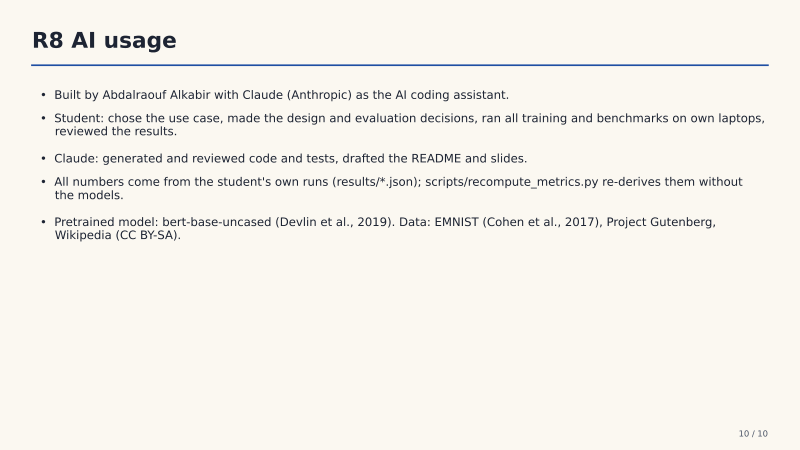 R8 AI usage
• Built by Abdalraouf Alkabir with Claude (Anthropic) as the AI coding assistant.
• Student: chose the use case, made the design and evaluation decisions, ran all training and benchmarks on own laptops,
reviewed the results.
• Claude: generated and reviewed code and tests, drafted the README and slides.
• All numbers come from the student's own runs (results/*.json); scripts/recompute_metrics.py re-derives them without
the models.
• Pretrained model: bert-base-uncased (Devlin et al., 2019). Data: EMNIST (Cohen et al., 2017), Project Gutenberg,
Wikipedia (CC BY-SA).
10 / 10